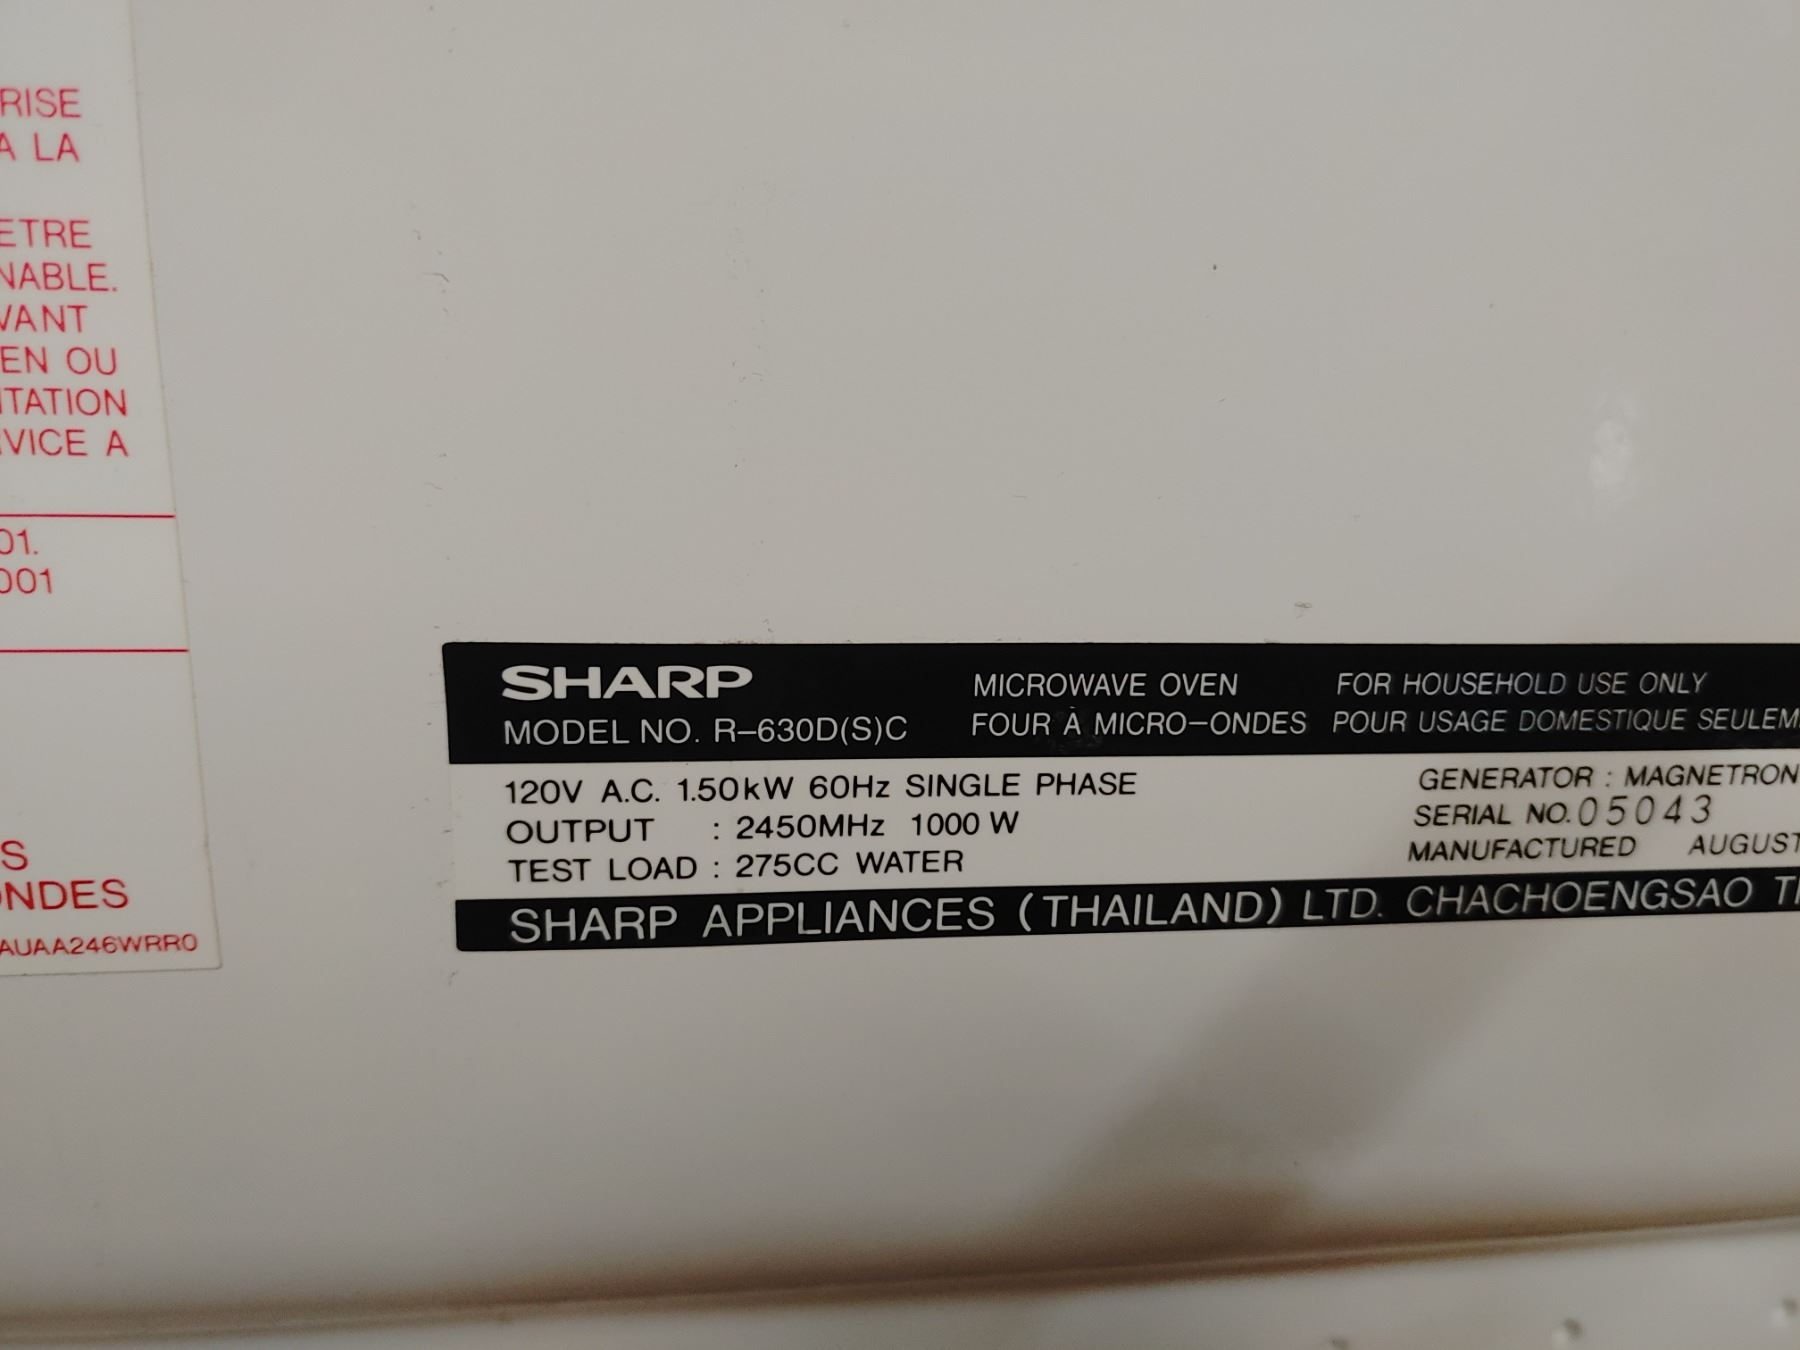 RISE
A LA
ETRE
NABLE.
VANT
EN OU
TATION
VICE A
01.
001
S
ONDES
AUAA246WRR0
SHARP
MODEL NO. R-630D(S)C
MICROWAVE OVEN FOR HOUSEHOLD USE ONLY
FOUR À MICRO-ONDES POUR USAGE DOMESTIQUE SEULEM
120V A.C. 1.50kW 60Hz SINGLE PHASE
OUTPUT : 2450MHz 1000 W
TEST LOAD : 275CC WATER
GENERATOR : MAGNETRON
SERIAL NO. 05043
MANUFACTURED AUGUST
SHARP APPLIANCES (THAILAND) LTD. CHACHOENGSAO T